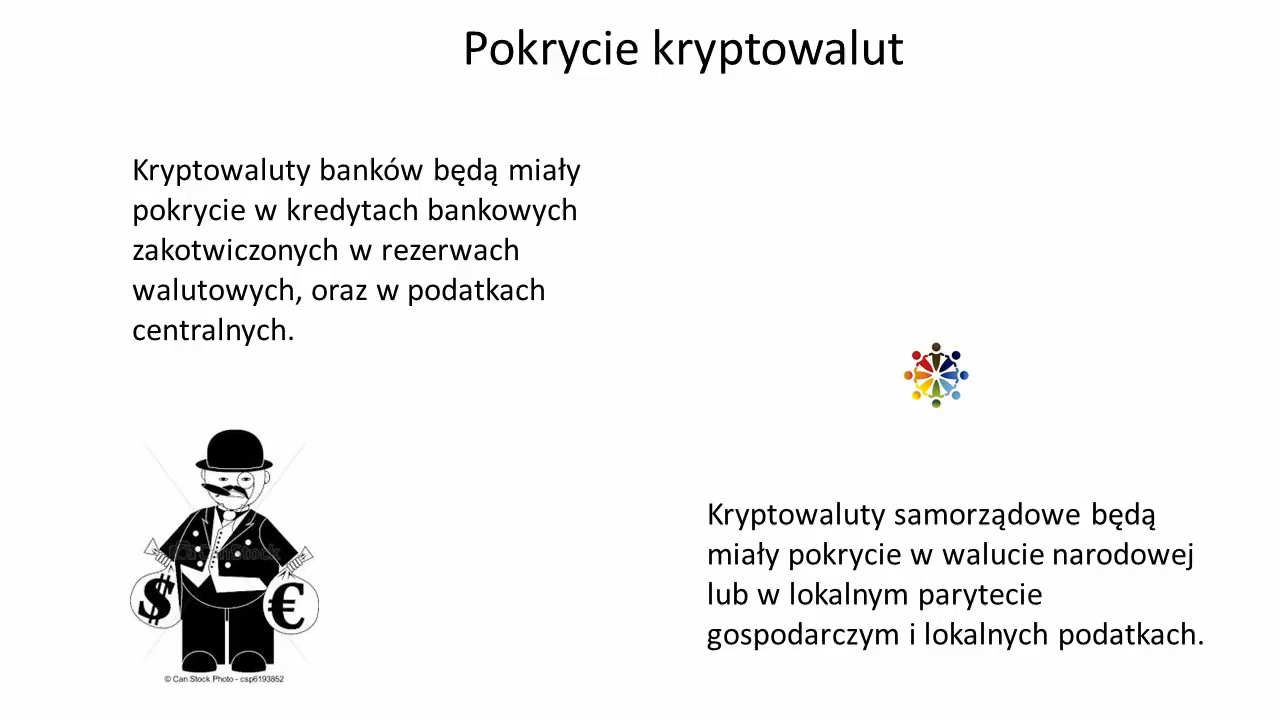 Pokrycie kryptowalut
Kryptowaluty banków będą miały
pokrycie w kredytach bankowych
zakotwiczonych w rezerwach
walutowych, oraz w podatkach
centralnych.
CanStock
$ €
© Can Stock Photo - csp6193852
Kryptowaluty samorządowe będą
miały pokrycie w walucie narodowej
lub w lokalnym parytecie
gospodarczym i lokalnych podatkach.